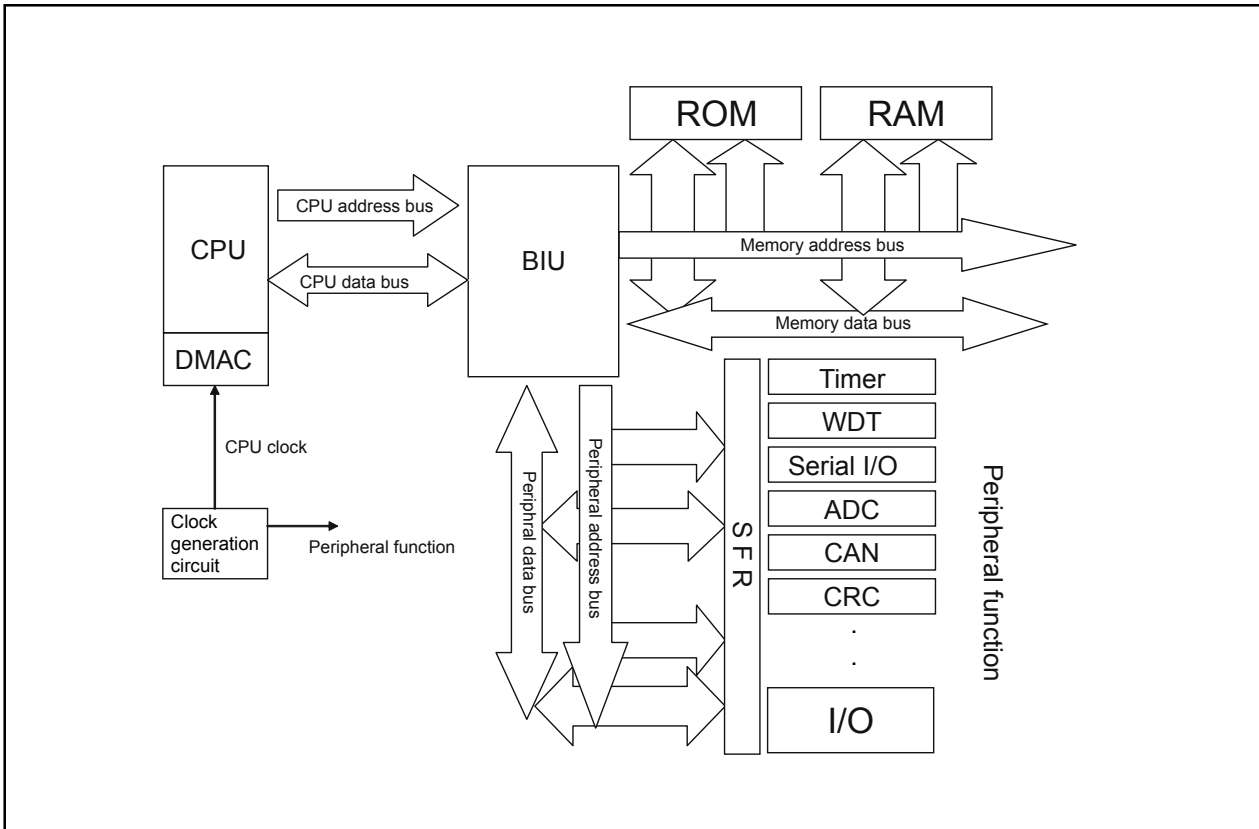 ROM
RAM
CPU address bus
CPU
BIU
Memory address bus
CPU data bus
Memory data bus
DMAC
Timer
WDT
CPU clock
Serial I/O
Clock
generation
circuit
Peripheral function
Periphral data bus
Peripheral address bus
SFR
ADC
CAN
CRC
.
.
I/O
Peripheral function